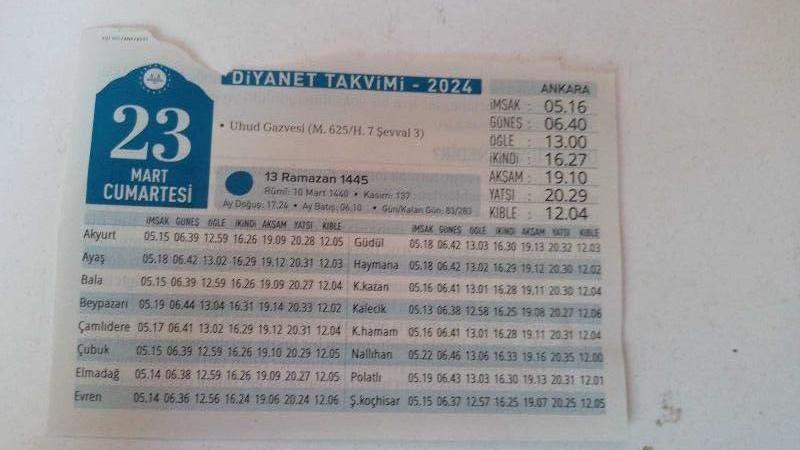 DİYANET TAKVİMİ - 2024
23
MART
CUMARTESİ
• Uhud Gazvesi (M. 625/H. 7 Şevval 3)
13 Ramazan 1445
Rûmî: 10 Mart 1440 • Kasım: 137
Ay Doğuş: 17.24 • Ay Batış: 06.10 • Gün/Kalan Gün: 83/283
ANKARA
İMSAK : 05.16
GÜNEŞ : 06.40
ÖĞLE : 13.00
İKİNDİ : 16.27
AKŞAM : 19.10
YATSI : 20.29
KIBLE : 12.04
İMSAK GÜNEŞ ÖĞLE İKİNDİ AKŞAM YATSI KIBLE
Akyurt 05.15 06.39 12.59 16.26 19.09 20.28 12.05
Ayaş 05.18 06.42 13.02 16.29 19.12 20.31 12.03
Bala 05.15 06.39 12.59 16.26 19.09 20.27 12.04
Beypazarı 05.19 06.44 13.04 16.31 19.14 20.33 12.02
Çamlıdere 05.17 06.41 13.02 16.29 19.12 20.31 12.04
Çubuk 05.15 06.39 12.59 16.26 19.10 20.29 12.05
Elmadağ 05.14 06.38 12.59 16.26 19.09 20.27 12.05
Evren 05.14 06.36 12.56 16.24 19.06 20.24 12.06
İMSAK GÜNEŞ ÖĞLE İKİNDİ AKŞAM YATSI KIBLE
Güdül 05.18 06.42 13.03 16.30 19.13 20.32 12.03
Haymana 05.18 06.42 13.02 16.29 19.12 20.30 12.02
K.kazan 05.16 06.41 13.01 16.28 19.11 20.30 12.04
Kalecik 05.13 06.38 12.58 16.25 19.08 20.27 12.06
K.hamam 05.16 06.41 13.01 16.28 19.11 20.31 12.04
Nallıhan 05.22 06.46 13.06 16.33 19.16 20.35 12.00
Polatlı 05.19 06.43 13.03 16.30 19.13 20.31 12.01
Ş.koçhisar 05.15 06.37 12.57 16.25 19.07 20.25 12.05